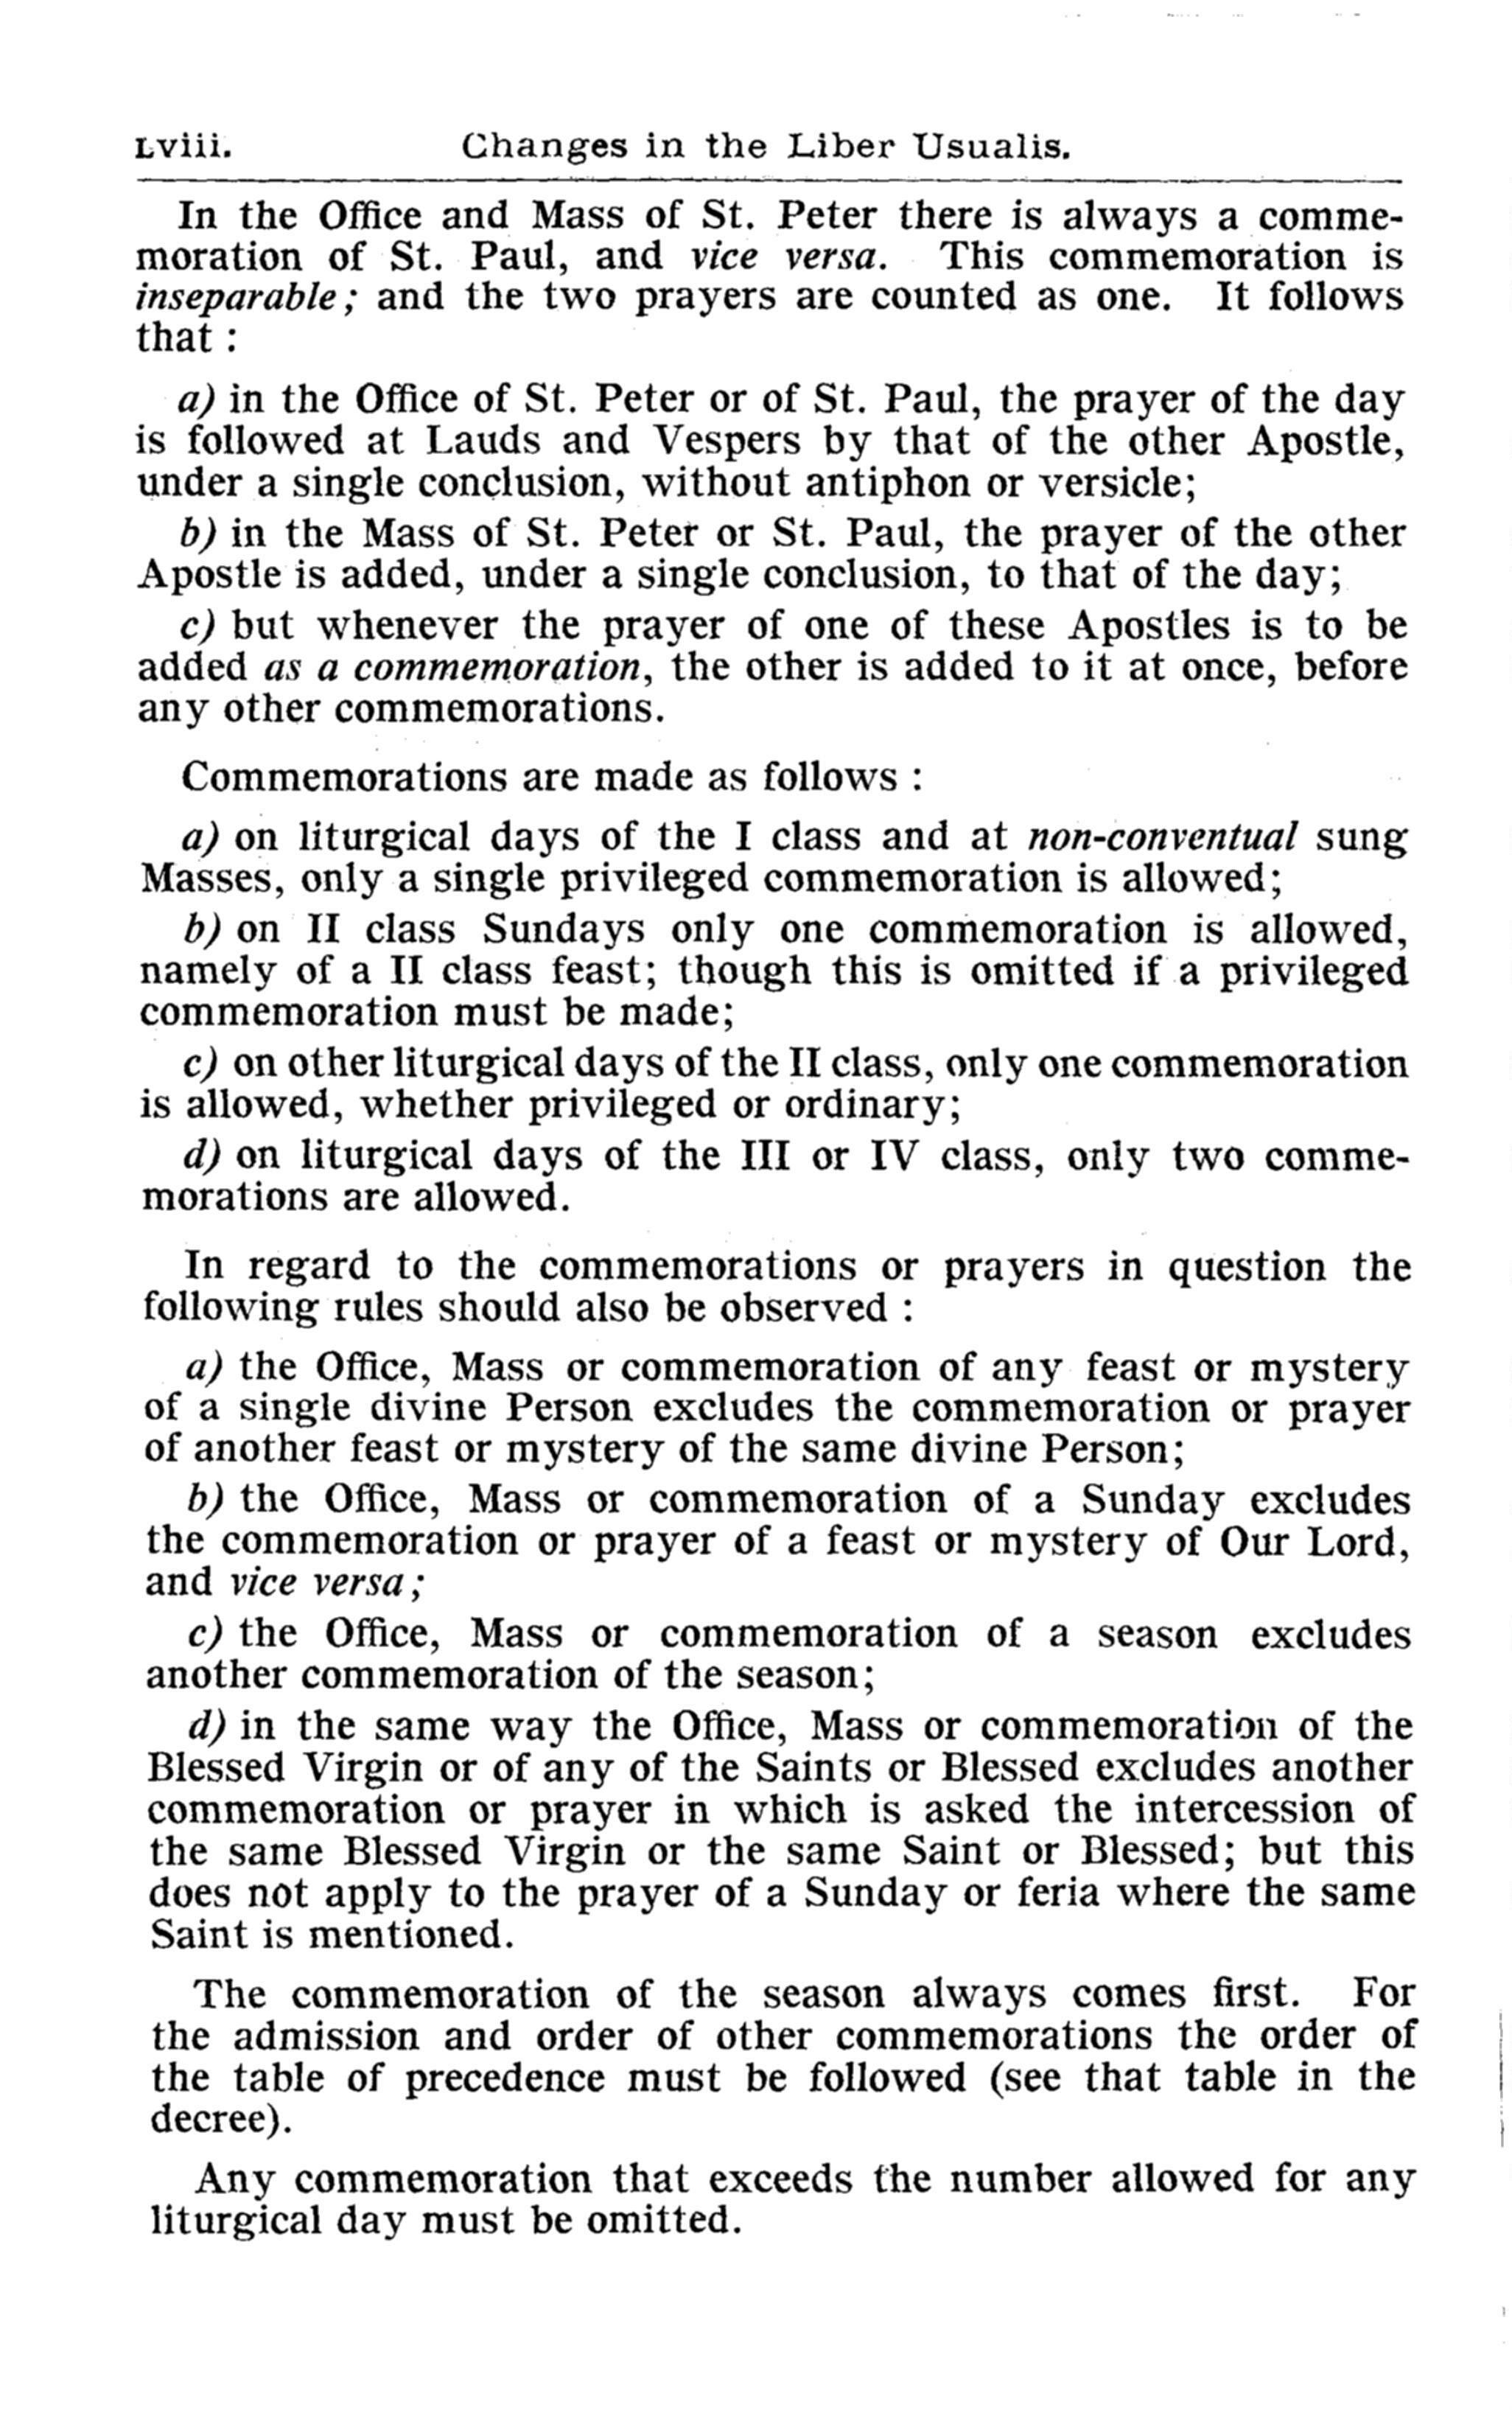 Lviii. Changes in the Liber Usualis.
In the Office and Mass of St. Peter there is always a comme-
moration of St. Paul, and vice versa. This commemoration is
inseparable; and the two prayers are counted as one. It follows
that :
a) in the Office of St. Peter or of St. Paul, the prayer of the day
is followed at Lauds and Vespers by that of the other Apostle,
under a single conclusion, without antiphon or versicle;
b) in the Mass of St. Peter or St. Paul, the prayer of the other
Apostle is added, under a single conclusion, to that of the day;
c) but whenever the prayer of one of these Apostles is to be
added as a commemoration, the other is added to it at once, before
any other commemorations.
Commemorations are made as follows :
a) on liturgical days of the I class and at non-conventual sung
Masses, only a single privileged commemoration is allowed;
b) on II class Sundays only one commemoration is allowed,
namely of a II class feast; though this is omitted if a privileged
commemoration must be made;
c) on other liturgical days of the II class, only one commemoration
is allowed, whether privileged or ordinary;
d) on liturgical days of the III or IV class, only two comme-
morations are allowed.
In regard to the commemorations or prayers in question the
following rules should also be observed :
a) the Office, Mass or commemoration of any feast or mystery
of a single divine Person excludes the commemoration or prayer
of another feast or mystery of the same divine Person;
b) the Office, Mass or commemoration of a Sunday excludes
the commemoration or prayer of a feast or mystery of Our Lord,
and vice versa;
c) the Office, Mass or commemoration of a season excludes
another commemoration of the season;
d) in the same way the Office, Mass or commemoration of the
Blessed Virgin or of any of the Saints or Blessed excludes another
commemoration or prayer in which is asked the intercession of
the same Blessed Virgin or the same Saint or Blessed; but this
does not apply to the prayer of a Sunday or feria where the same
Saint is mentioned.
The commemoration of the season always comes first. For
the admission and order of other commemorations the order of
the table of precedence must be followed (see that table in the
decree).
Any commemoration that exceeds the number allowed for any
liturgical day must be omitted.